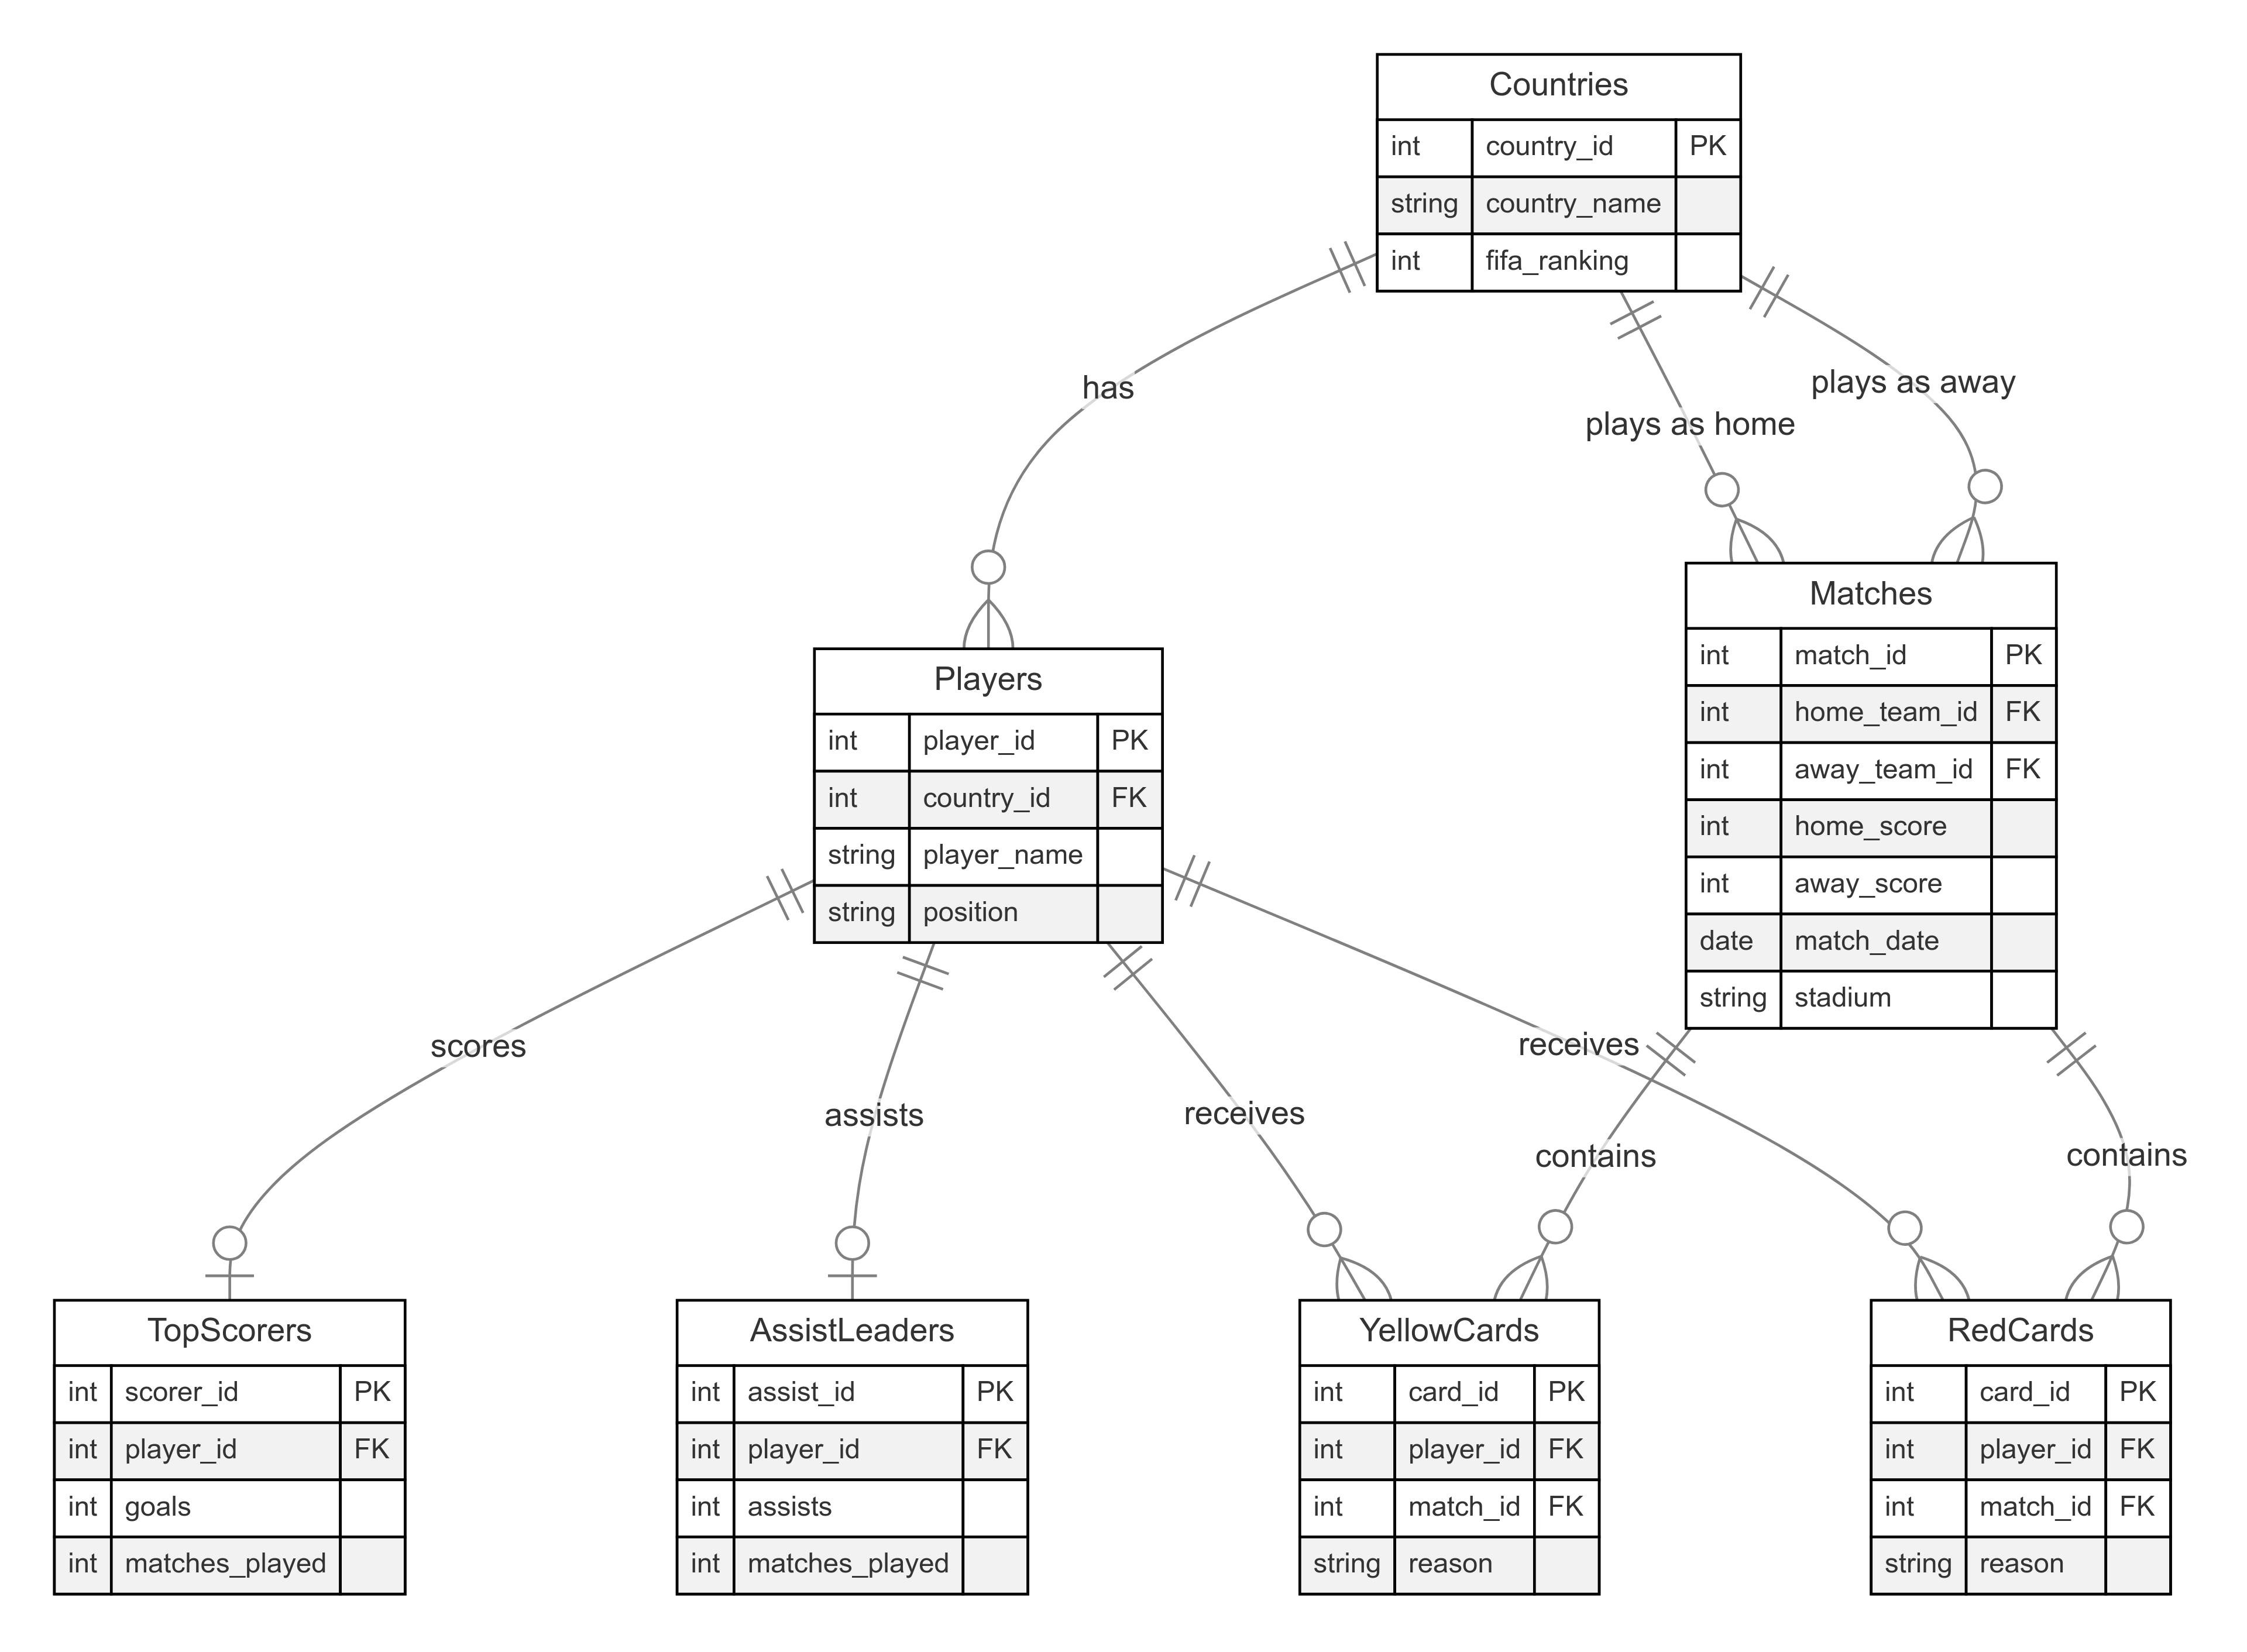 Countries
int country_id PK
string country_name
int fifa_ranking
has
plays as home
plays as away
Players
int player_id PK
int country_id FK
string player_name
string position
Matches
int match_id PK
int home_team_id FK
int away_team_id FK
int home_score
int away_score
date match_date
string stadium
scores
assists
receives
receives
contains
contains
TopScorers
int scorer_id PK
int player_id FK
int goals
int matches_played
AssistLeaders
int assist_id PK
int player_id FK
int assists
int matches_played
YellowCards
int card_id PK
int player_id FK
int match_id FK
string reason
RedCards
int card_id PK
int player_id FK
int match_id FK
string reason